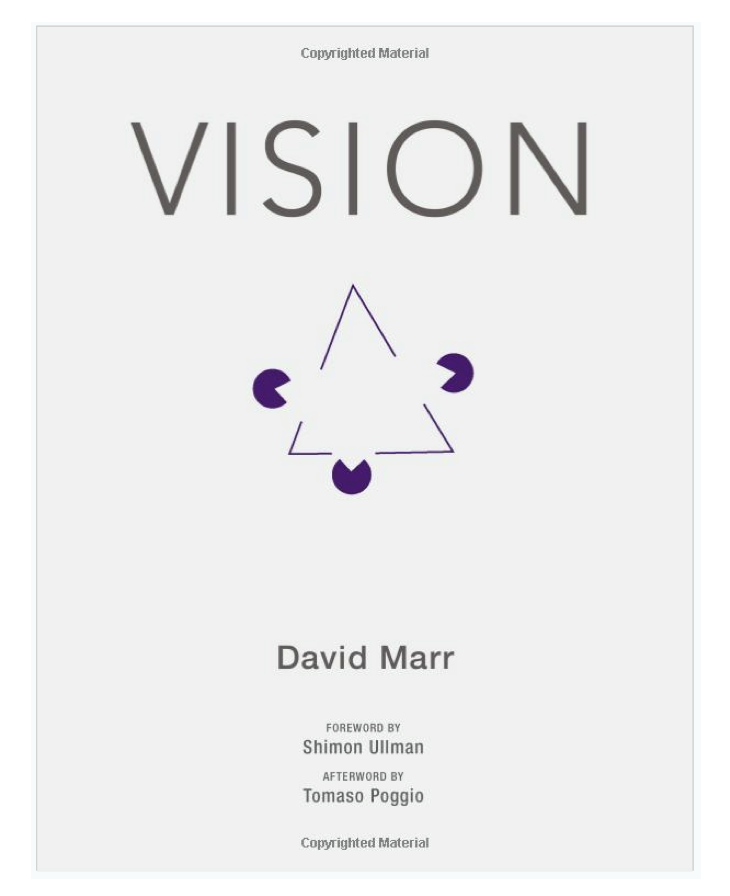 Copyrighted Material
VISION
David Marr
FOREWORD BY
Shimon Ullman
AFTERWORD BY
Tomaso Poggio
Copyrighted Material